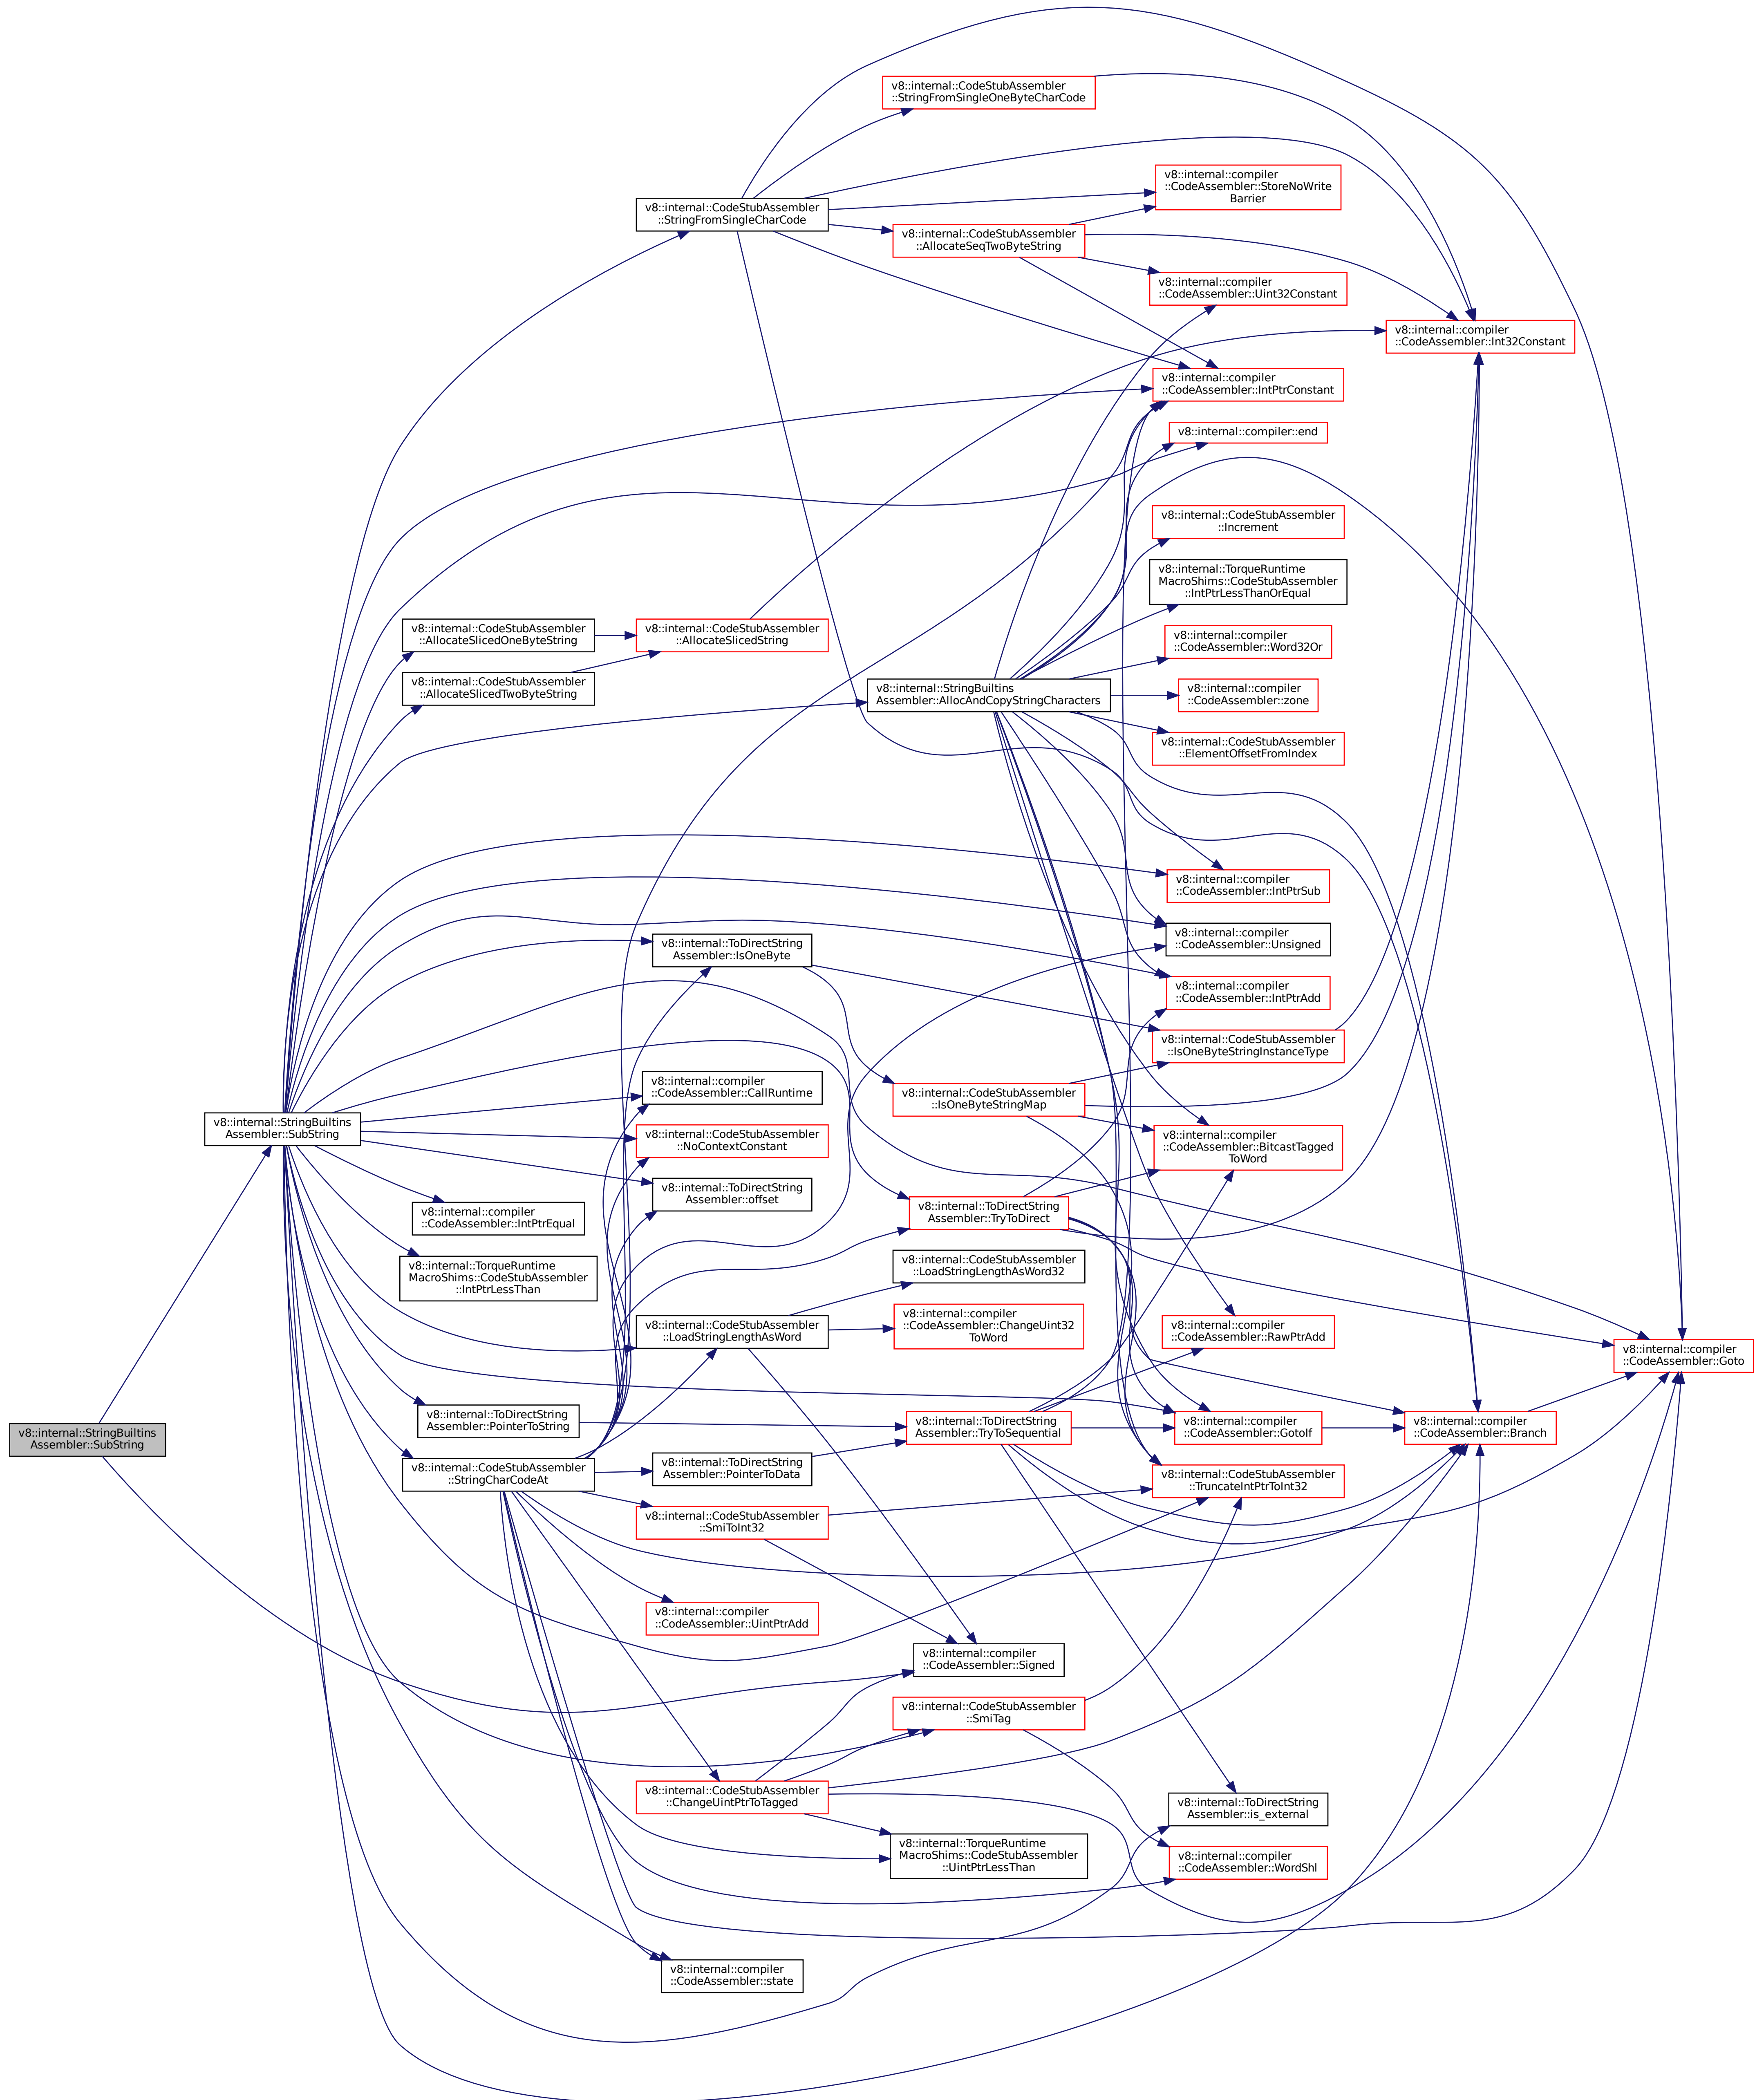 v8::internal::CodeStubAssembler
::StringFromSingleOneByteCharCode
v8::internal::compiler
::CodeAssembler::StoreNoWrite
Barrier
v8::internal::CodeStubAssembler
::StringFromSingleCharCode
v8::internal::CodeStubAssembler
::AllocateSeqTwoByteString
v8::internal::compiler
::CodeAssembler::Uint32Constant
v8::internal::compiler
::CodeAssembler::Int32Constant
v8::internal::compiler
::CodeAssembler::IntPtrConstant
v8::internal::compiler::end
v8::internal::CodeStubAssembler
::Increment
v8::internal::TorqueRuntime
MacroShims::CodeStubAssembler
::IntPtrLessThanOrEqual
v8::internal::CodeStubAssembler
::AllocateSlicedOneByteString
v8::internal::CodeStubAssembler
::AllocateSlicedString
v8::internal::compiler
::CodeAssembler::Word32Or
v8::internal::CodeStubAssembler
::AllocateSlicedTwoByteString
v8::internal::StringBuiltins
Assembler::AllocAndCopyStringCharacters
v8::internal::compiler
::CodeAssembler::zone
v8::internal::CodeStubAssembler
::ElementOffsetFromIndex
v8::internal::compiler
::CodeAssembler::IntPtrSub
v8::internal::compiler
::CodeAssembler::Unsigned
v8::internal::ToDirectString
Assembler::IsOneByte
v8::internal::compiler
::CodeAssembler::IntPtrAdd
v8::internal::CodeStubAssembler
::IsOneByteStringInstanceType
v8::internal::compiler
::CodeAssembler::CallRuntime
v8::internal::CodeStubAssembler
::IsOneByteStringMap
v8::internal::StringBuiltins
Assembler::SubString
v8::internal::CodeStubAssembler
::NoContextConstant
v8::internal::compiler
::CodeAssembler::BitcastTagged
ToWord
v8::internal::ToDirectString
Assembler::offset
v8::internal::compiler
::CodeAssembler::IntPtrEqual
v8::internal::ToDirectString
Assembler::TryToDirect
v8::internal::TorqueRuntime
MacroShims::CodeStubAssembler
::IntPtrLessThan
v8::internal::CodeStubAssembler
::LoadStringLengthAsWord32
v8::internal::CodeStubAssembler
::LoadStringLengthAsWord
v8::internal::compiler
::CodeAssembler::ChangeUint32
ToWord
v8::internal::compiler
::CodeAssembler::RawPtrAdd
v8::internal::compiler
::CodeAssembler::Goto
v8::internal::StringBuiltins
Assembler::SubString
v8::internal::ToDirectString
Assembler::PointerToString
v8::internal::ToDirectString
Assembler::TryToSequential
v8::internal::compiler
::CodeAssembler::GotoIf
v8::internal::compiler
::CodeAssembler::Branch
v8::internal::CodeStubAssembler
::StringCharCodeAt
v8::internal::ToDirectString
Assembler::PointerToData
v8::internal::CodeStubAssembler
::TruncateIntPtrToInt32
v8::internal::CodeStubAssembler
::SmiToInt32
v8::internal::compiler
::CodeAssembler::UintPtrAdd
v8::internal::compiler
::CodeAssembler::Signed
v8::internal::CodeStubAssembler
::SmiTag
v8::internal::CodeStubAssembler
::ChangeUintPtrToTagged
v8::internal::ToDirectString
Assembler::is_external
v8::internal::TorqueRuntime
MacroShims::CodeStubAssembler
::UintPtrLessThan
v8::internal::compiler
::CodeAssembler::WordShl
v8::internal::compiler
::CodeAssembler::state